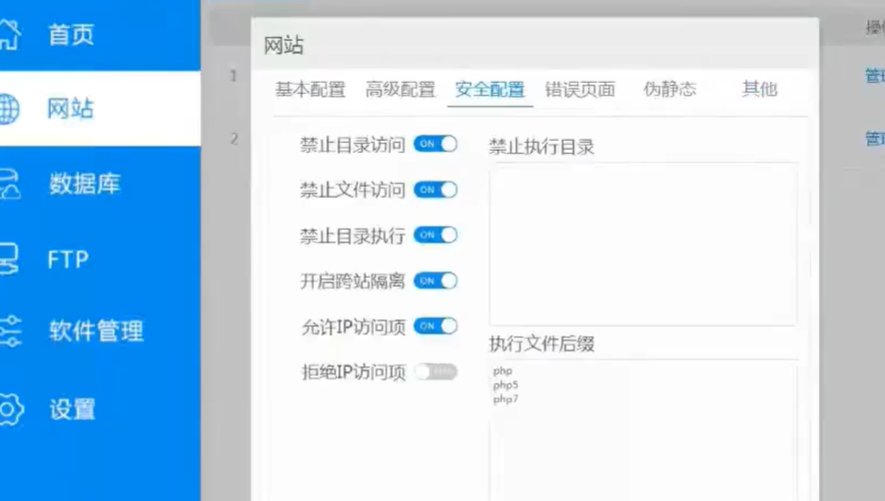 首页
网站
数据库
FTP
软件管理
设置
1
2
网站
基本配置 高级配置 安全配置 错误页面 伪静态 其他
禁止目录访问 ON
禁止文件访问 ON
禁止目录执行 ON
开启跨站隔离 ON
允许IP访问项 ON
拒绝IP访问项
禁止执行目录
执行文件后缀
php
php5
php7
管
管